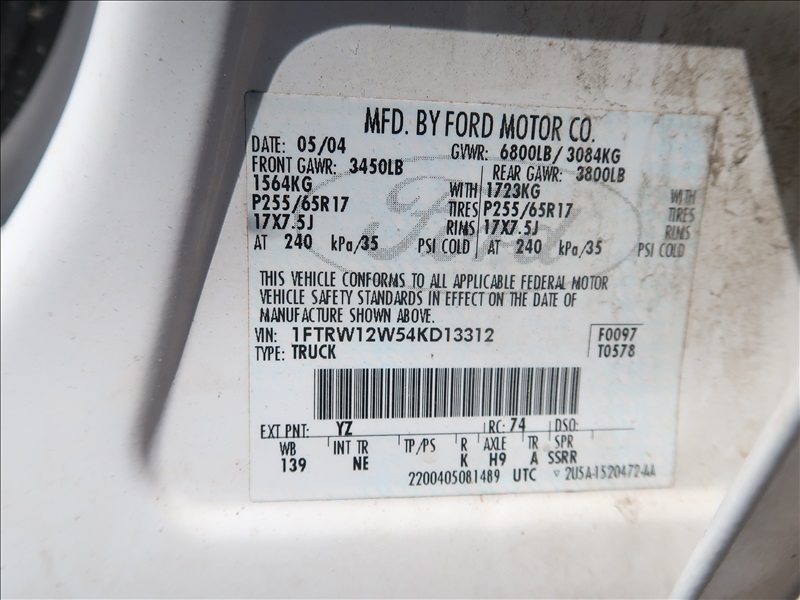 MFD. BY FORD MOTOR CO.
DATE: 05/04 GVWR: 6800LB/ 3084KG
FRONT GAWR: 3450LB REAR GAWR: 3800LB
1564KG WITH 1723KG WITH
P255/65R17 TIRES P255/65R17 TIRES
17X7.5J RIMS 17X7.5J RIMS
AT 240 kPa/35 PSI COLD AT 240 kPa/35 PSI COLD
Ford
THIS VEHICLE CONFORMS TO ALL APPLICABLE FEDERAL MOTOR
VEHICLE SAFETY STANDARDS IN EFFECT ON THE DATE OF
MANUFACTURE SHOWN ABOVE.
VIN: 1FTRW12W54KD13312 F0097
TYPE: TRUCK T0578
EXT PNT: YZ RC: 74 DSO:
WB INT TR TP/PS R AXLE TR SPR
139 NE K H9 A SSRR
2200405081489 UTC 2U5A-1520472-AA